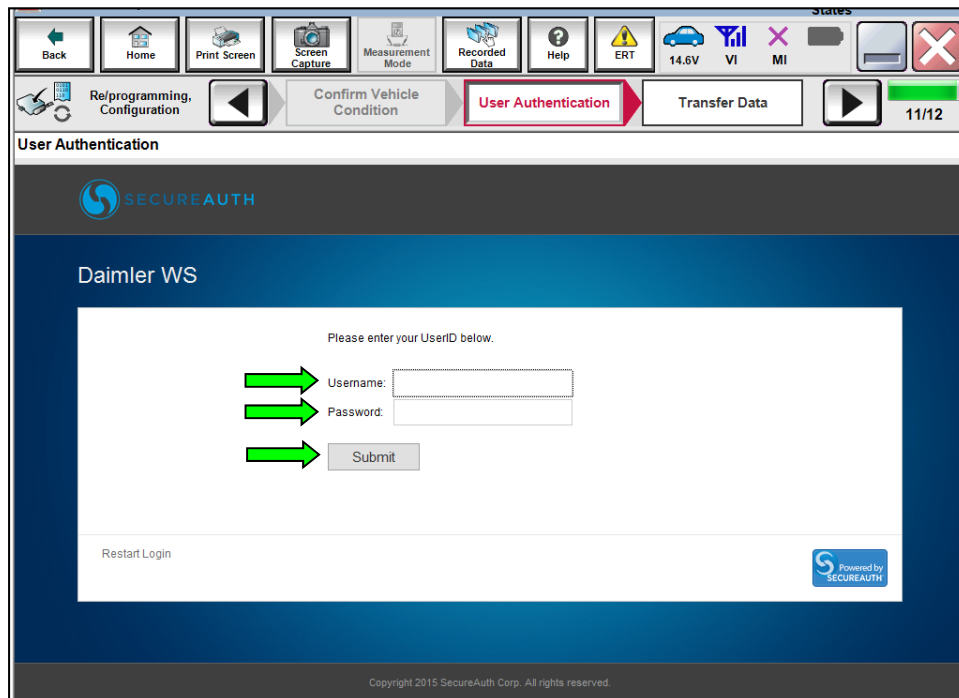 States
Back
Home
Print Screen
Screen
Capture
Measurement
Mode
Recorded
Data
Help
ERT
14.6V
VI
MI
Re/programming,
Configuration
Confirm Vehicle
Condition
User Authentication
Transfer Data
11/12
User Authentication
SECUREAUTH
Daimler WS
Please enter your UserID below.
Username:
Password:
Submit
Restart Login
Powered by
SECUREAUTH
Copyright 2015 SecureAuth Corp. All rights reserved.